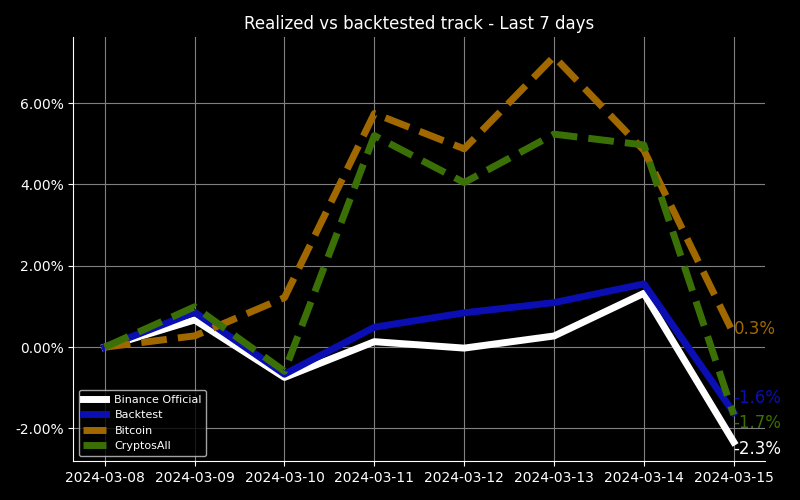 Realized vs backtested track - Last 7 days
6.00%
4.00%
2.00%
0.00%
-2.00%
0.3%
-1.6%
-1.7%
-2.3%
Binance Official
Backtest
Bitcoin
CryptosAll
2024-03-08 2024-03-09 2024-03-10 2024-03-11 2024-03-12 2024-03-13 2024-03-14 2024-03-15